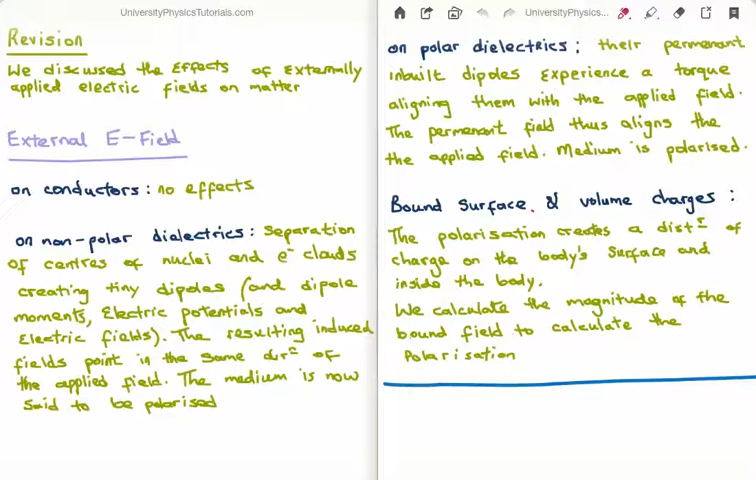 UniversityPhysicsTutorials.com
Revision
We discussed the Effects of Externally
applied electric fields on matter
External E-Field
on conductors: no effects
on non-polar dielectrics: Separation
of centres of nuclei and e⁻ clouds
creating tiny dipoles (and dipole
moments, Electric potentials and
Electric fields). The resulting induced
fields point in the same dirⁿ of
the applied field. The medium is now
Said to be polarised
UniversityPhysics...
on polar dielectrics; their permanant
inbuilt dipoles experience a torque
aligning them with the applied field.
The permenant field thus aligns the
the applied field. Medium is polarised.
Bound Surface & volume charges:
The polarisation creates a distⁿ of
charge on the body's surface and
inside the body.
We calculate the magnitude of the
bound field to calculate the
Polarisation